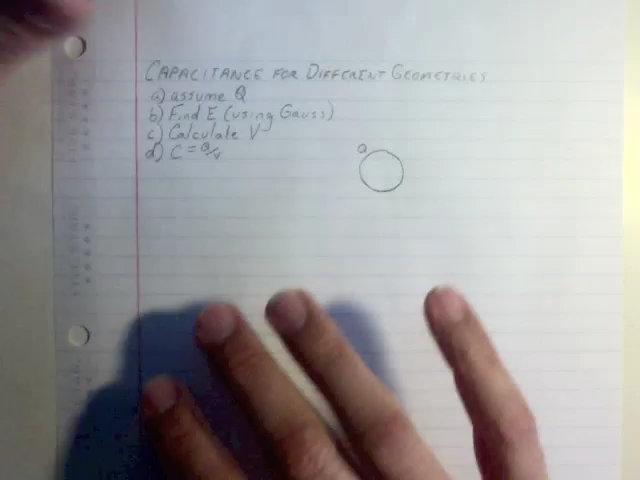 CAPACITANCE FOR DIFFERENT GEOMETRIES
a) assume Q
b) Find E (using Gauss)
c) Calculate V
d) C = Q/V
Q